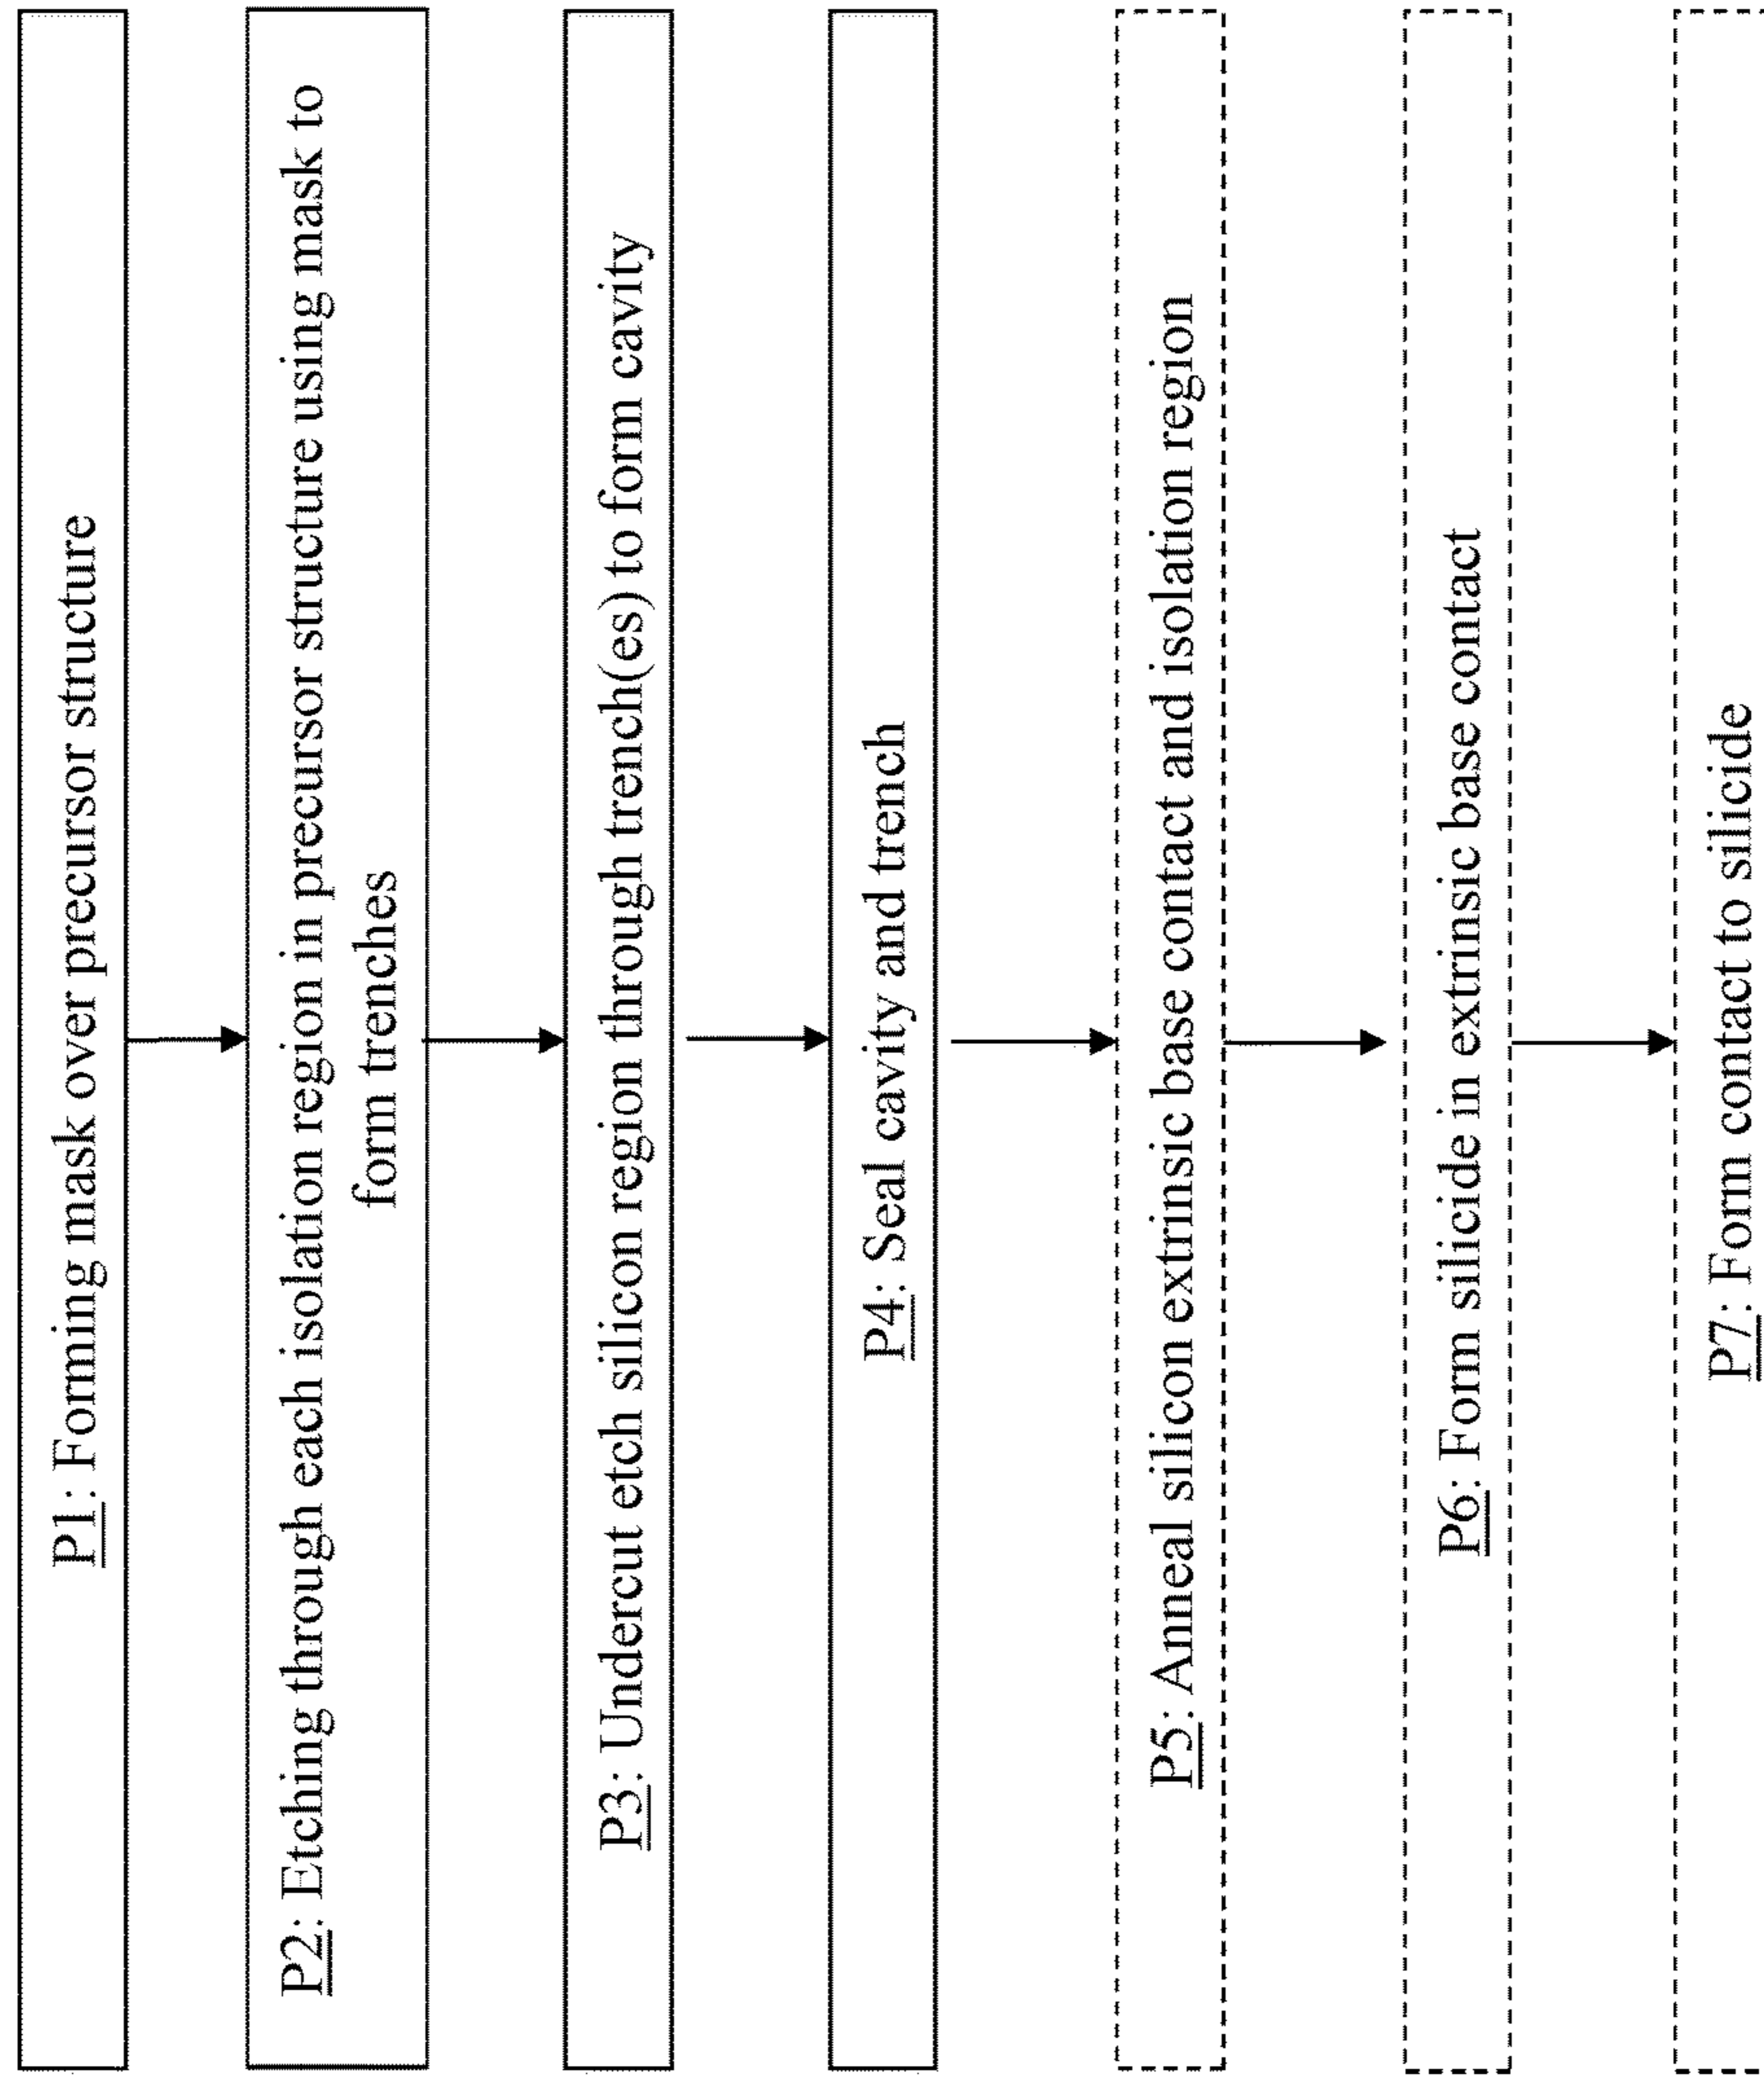 P1: Forming mask over precursor structure
P2: Etching through each isolation region in precursor structure using mask to
form trenches
P3: Undercut etch silicon region through trench(es) to form cavity
P4: Seal cavity and trench
P5: Anneal silicon extrinsic base contact and isolation region
P6: Form silicide in extrinsic base contact
P7: Form contact to silicide